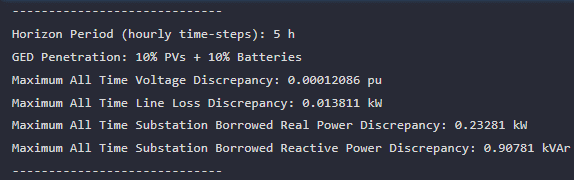 -----------------------------
Horizon Period (hourly time-steps): 5 h
GED Penetration: 10% PVs + 10% Batteries
Maximum All Time Voltage Discrepancy: 0.00012086 pu
Maximum All Time Line Loss Discrepancy: 0.013811 kW
Maximum All Time Substation Borrowed Real Power Discrepancy: 0.23281 kW
Maximum All Time Substation Borrowed Reactive Power Discrepancy: 0.90781 kVAr
-----------------------------